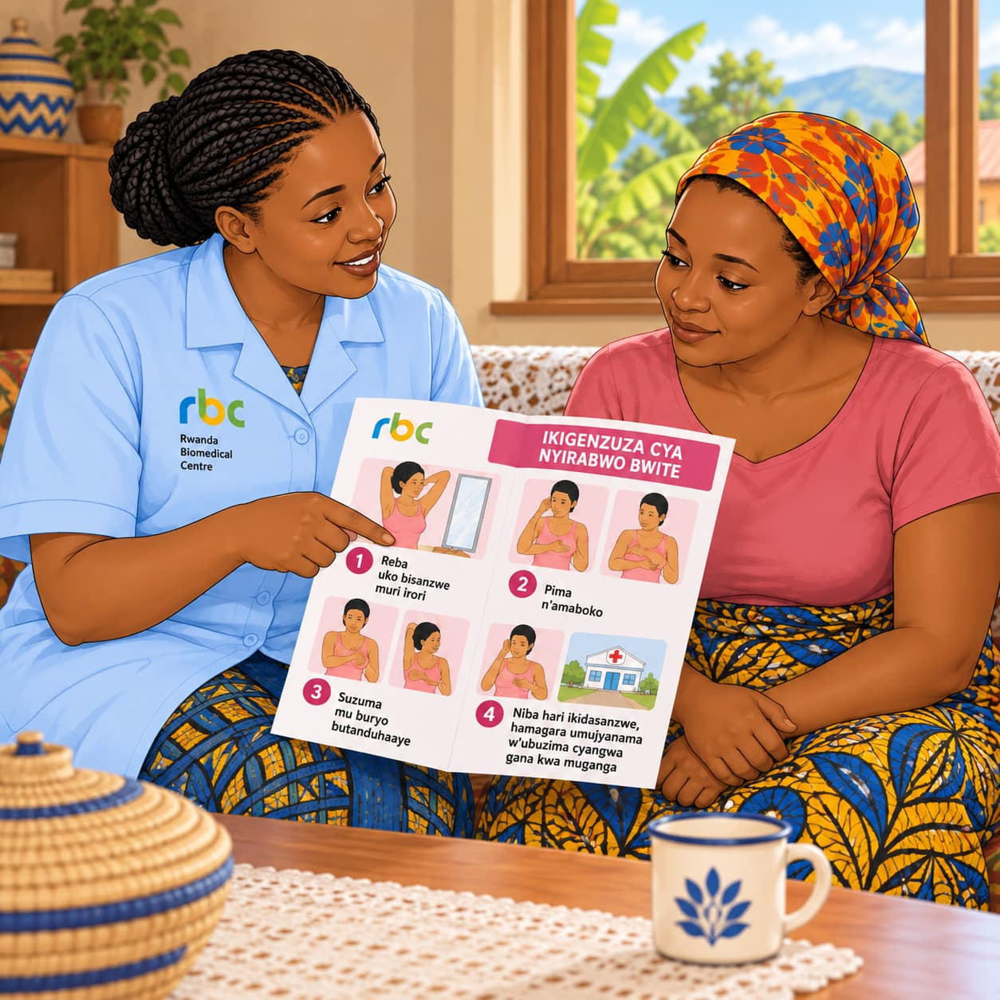 rbc
Rwanda
Biomedical
Centre
rbc
IKIGENZUZA CYA
NYIRABWO BWITE
1
Reba
uko bisanzwe
muri irori
2
Pima
n'amaboko
3
Suzuma
mu buryo
butanduhaaye
4
Niba hari ikidasanzwe,
hamagara umujyanama
w'ubuzima cyangwa
gana kwa muganga